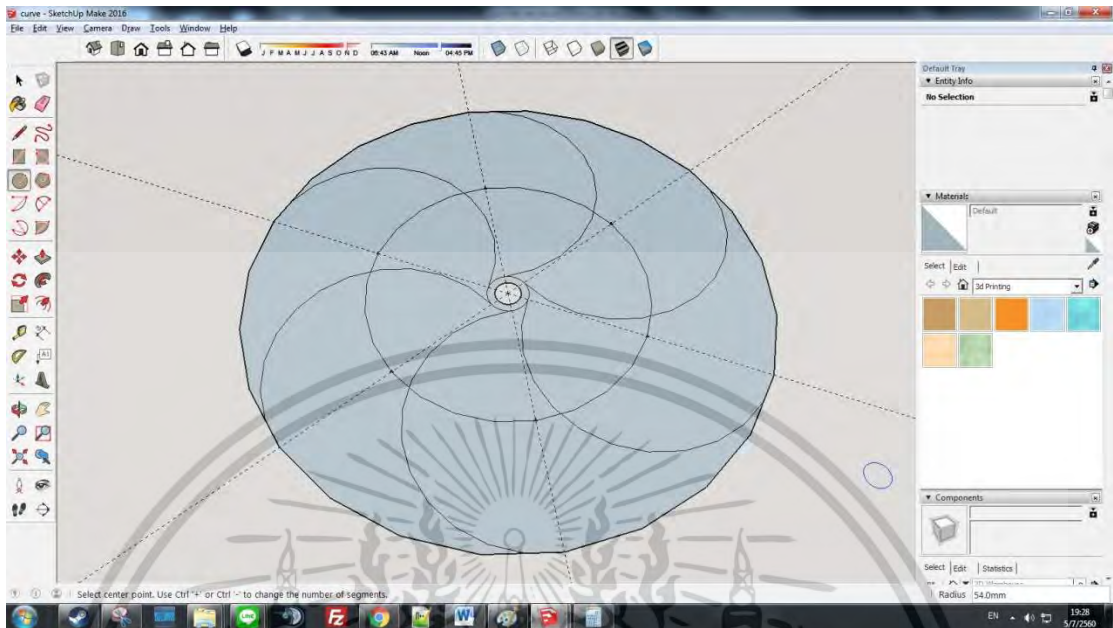 curve - SketchUp Make 2016
File Edit View Camera Draw Tools Window Help
J F M A M J J A S O N D 06:43 AM Noon 04:45 PM
Default Tray
Entity Info
No Selection
Materials
Default
Select Edit
3d Printing
Components
Select Edit Statistics
Select center point. Use Ctrl '+' or Ctrl '-' to change the number of segments.
Radius 54.0mm
EN 19:28
5/7/2560